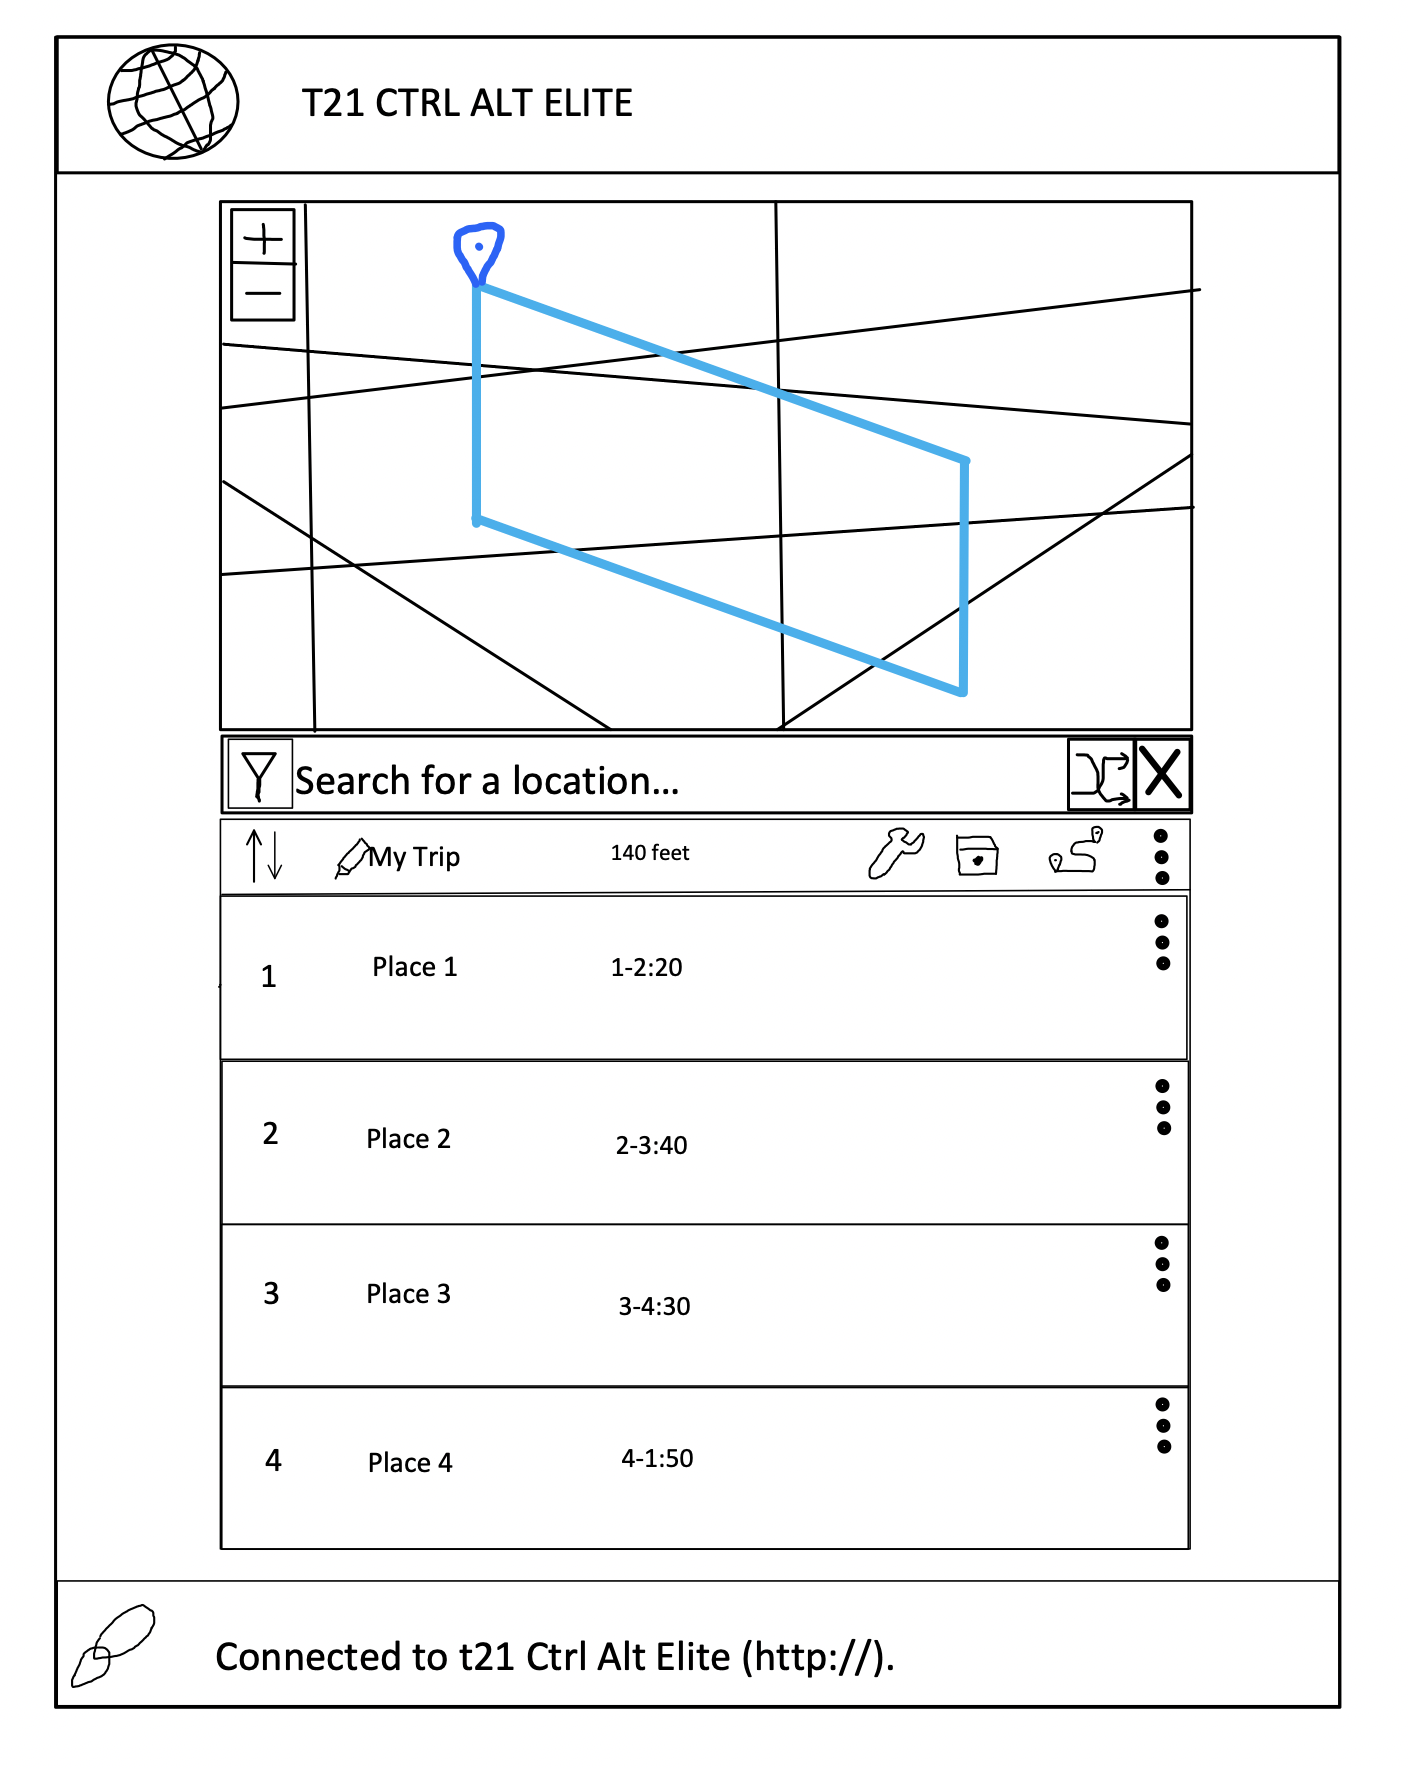 T21 CTRL ALT ELITE
+
−
Search for a location...
My Trip 140 feet
1 Place 1 1-2:20
2 Place 2 2-3:40
3 Place 3 3-4:30
4 Place 4 4-1:50
Connected to t21 Ctrl Alt Elite (http://).